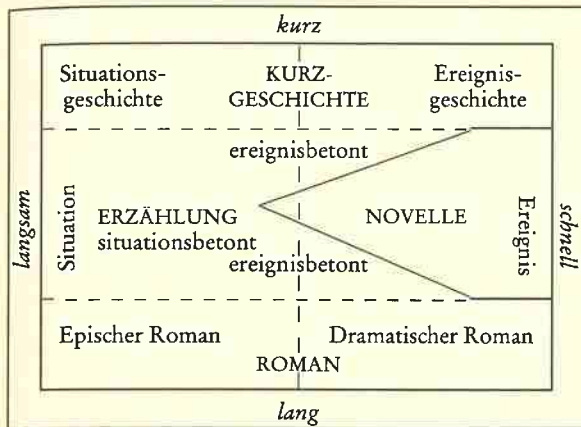 kurz
Situations-
geschichte
KURZ-
GESCHICHTE
Ereignis-
geschichte
ereignisbetont
langsam
Situation
ERZÄHLUNG
situationsbetont
NOVELLE
Ereignis
schnell
ereignisbetont
Epischer Roman
Dramatischer Roman
ROMAN
lang